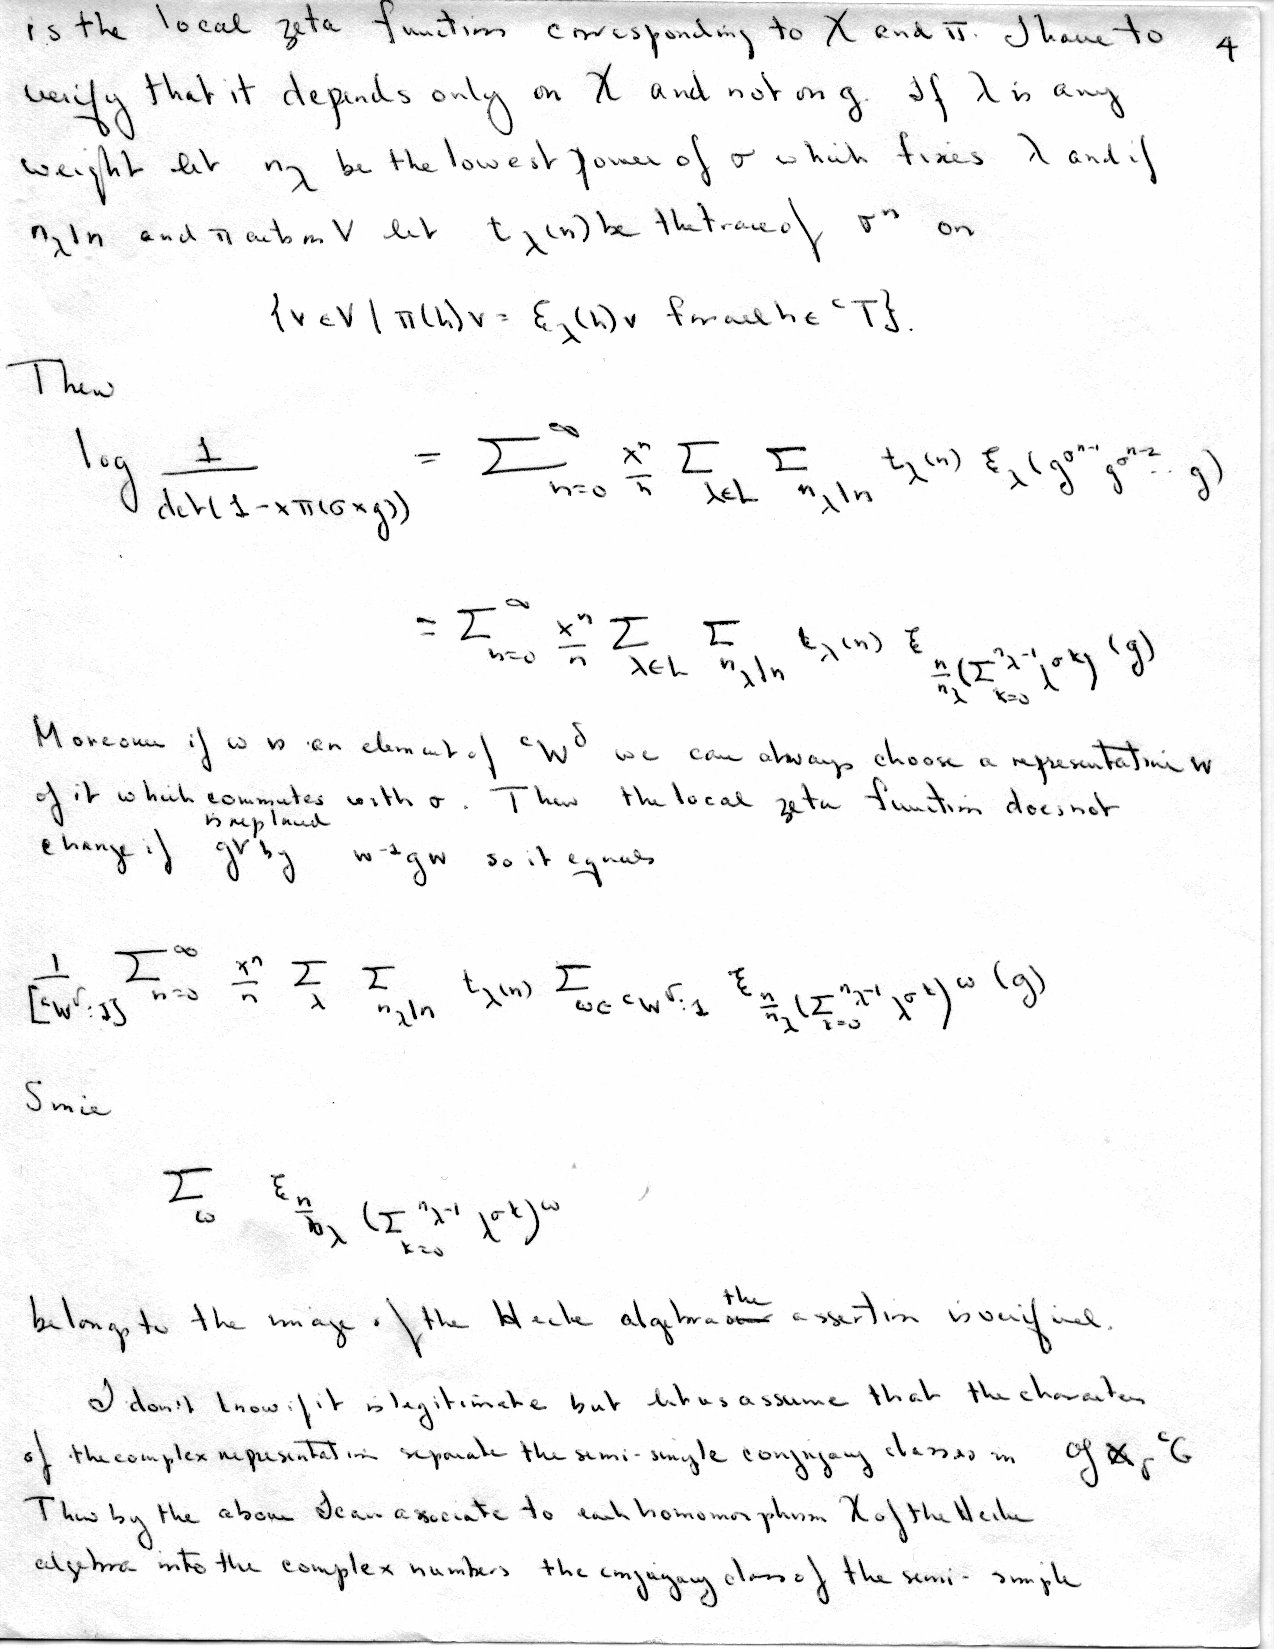 is the local zeta function corresponding to χ and π. I have to 4
verify that it depends only on χ and not on g. If λ is any
weight let n_λ be the lowest power of σ which fixes λ and if
n_λ|n and π acts on V let t_λ(n) be the trace of σ^n on
{v ∈ V | π(h)v = ξ_λ(h)v for all h ∈ ^cT}.
Then
log 1/det(1-xπ(σ×g)) = Σ_{n=0}^∞ x^n/n Σ_{λ∈L} Σ_{n_λ|n} t_λ(n) ξ_λ(g^{σ^{n-1}} g^{σ^{n-2}} ... g)
= Σ_{n=0}^∞ x^n/n Σ_{λ∈L} Σ_{n_λ|n} t_λ(n) ξ_{n/n_λ (Σ_{k=0}^{n_λ-1} λ^{σ^k})}(g)
Moreover if ω is an element of ^cW^δ we can always choose a representative w
of it which commutes with σ. Then the local zeta function does not
change if g is replaced by w^{-1}gw so it equals
1/[^cW^δ:1] Σ_{n=0}^∞ x^n/n Σ_λ Σ_{n_λ|n} t_λ(n) Σ_{ω∈^cW^δ:1} ξ_{n/n_λ (Σ_{k=0}^{n_λ-1} λ^{σ^k})^ω}(g)
Since
Σ_ω ξ_{n/n_λ (Σ_{k=0}^{n_λ-1} λ^{σ^k})^ω}
belongs to the image of the Hecke algebra the assertion is verified.
I don't know if it is legitimate but let us assume that the characters
of the complex representation separate the semi-simple conjugacy classes in 𝔤 ×_δ ^cG
Then by the above I can associate to each homomorphism χ of the Hecke
algebra into the complex numbers the conjugacy class of the semi-simple